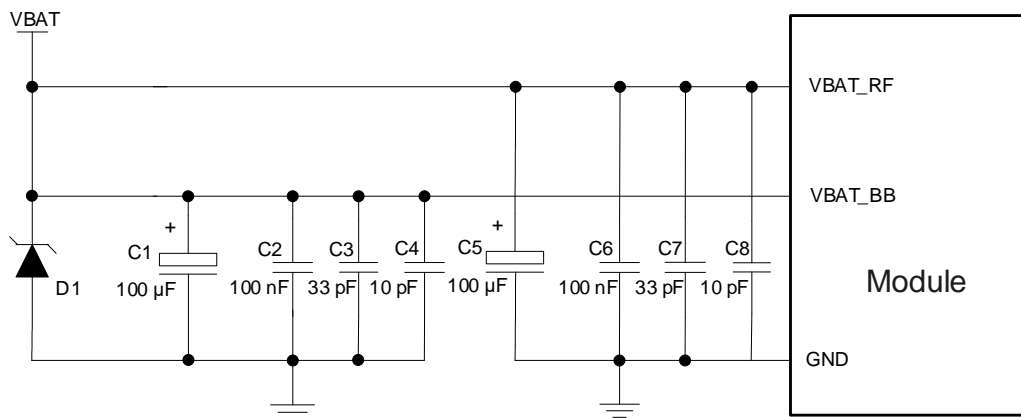 VBAT
VBAT_RF
VBAT_BB
+
+
C1
C2
C3
C4
C5
C6
C7
C8
D1
100 µF
100 nF
33 pF
10 pF
100 µF
100 nF
33 pF
10 pF
Module
GND